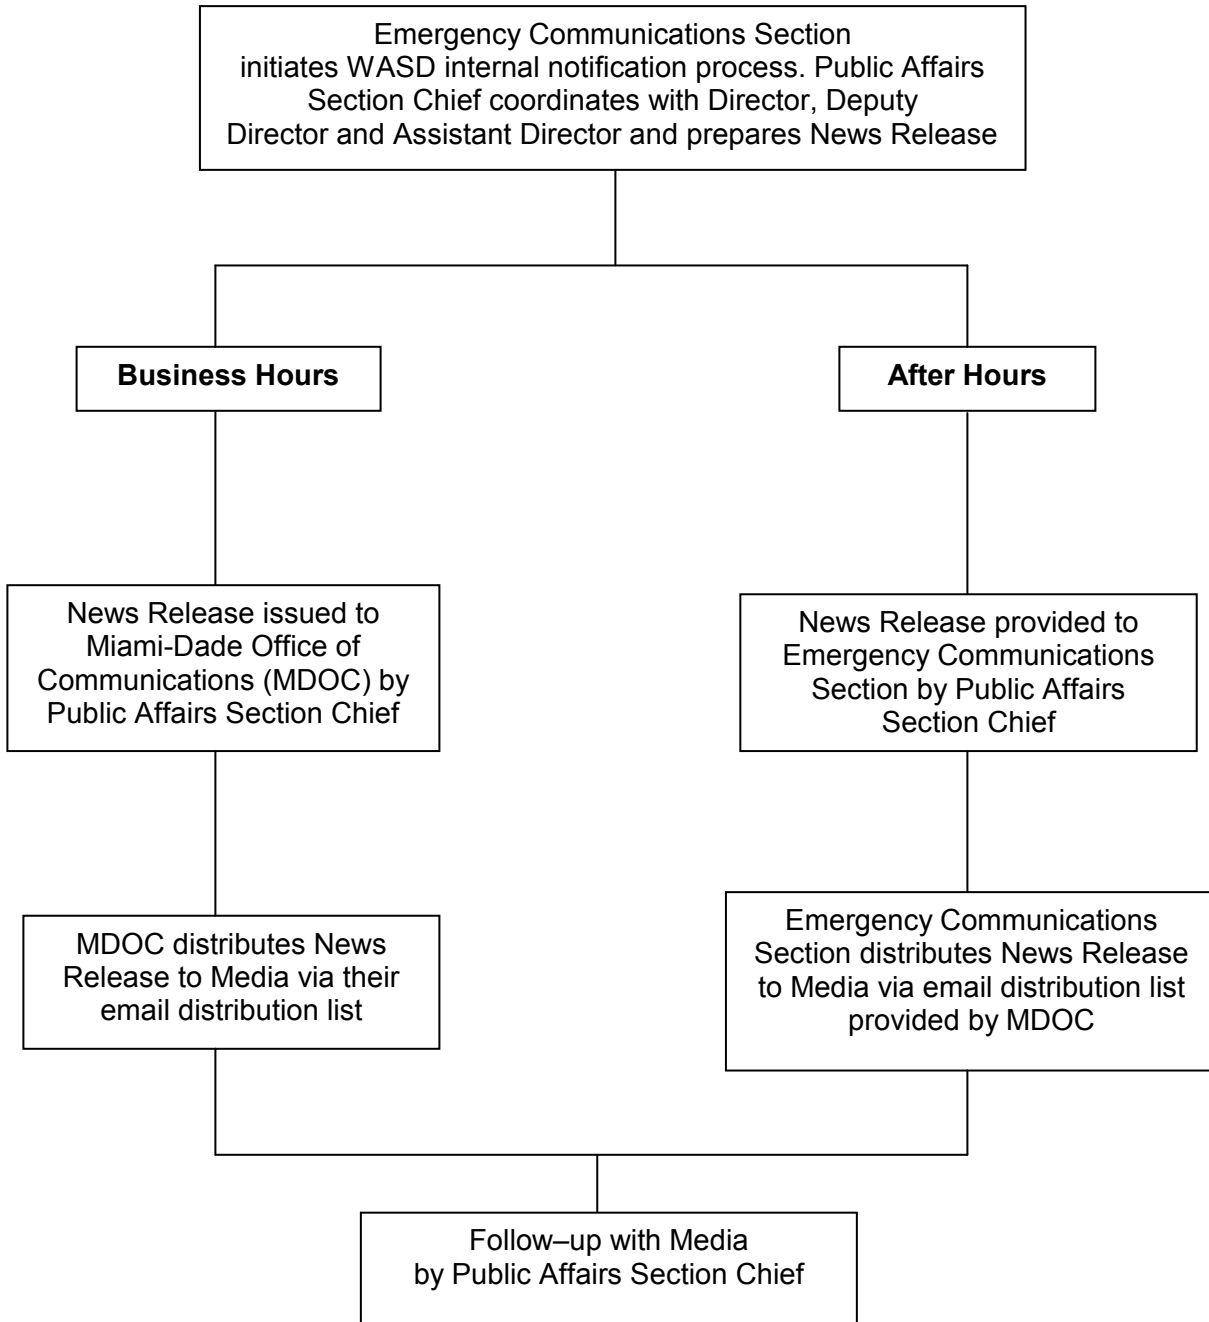 Emergency Communications Section
initiates WASD internal notification process. Public Affairs
Section Chief coordinates with Director, Deputy
Director and Assistant Director and prepares News Release
Business Hours
After Hours
News Release issued to
Miami-Dade Office of
Communications (MDOC) by
Public Affairs Section Chief
News Release provided to
Emergency Communications
Section by Public Affairs
Section Chief
MDOC distributes News
Release to Media via their
email distribution list
Emergency Communications
Section distributes News Release
to Media via email distribution list
provided by MDOC
Follow–up with Media
by Public Affairs Section Chief